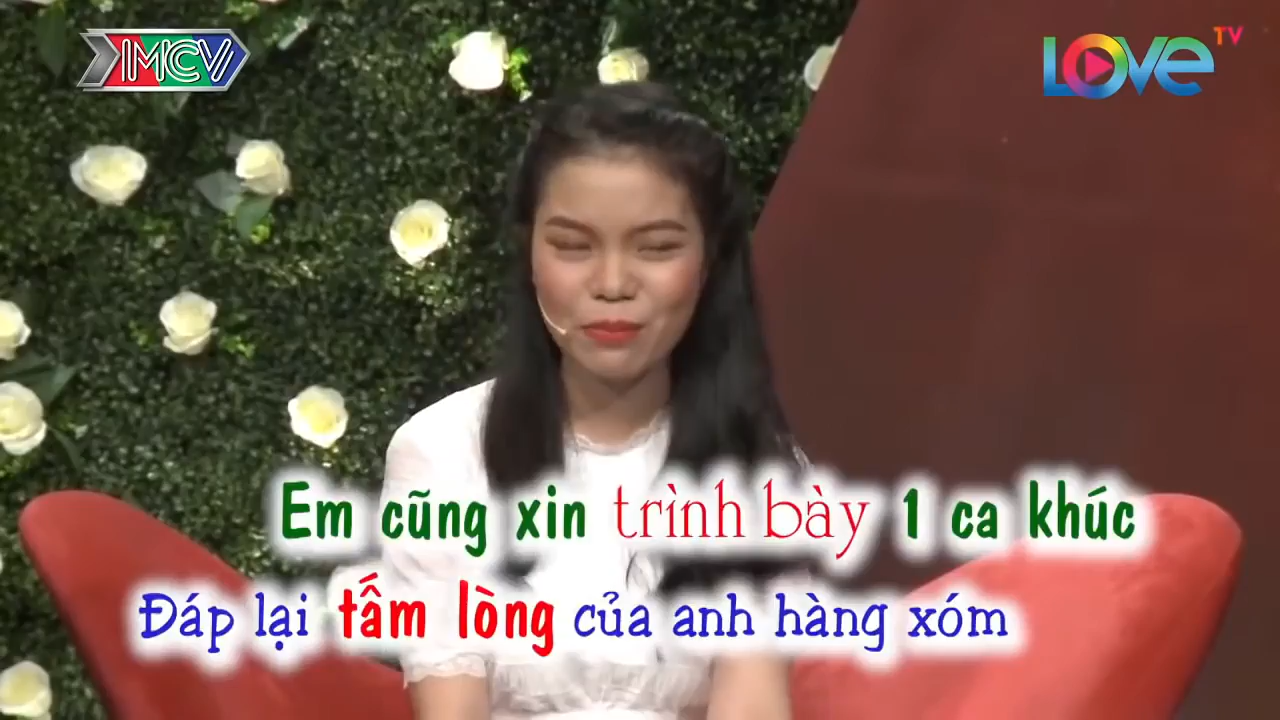 MCV
LOVE TV
Em cũng xin trình bày 1 ca khúc
Đáp lại tấm lòng của anh hàng xóm